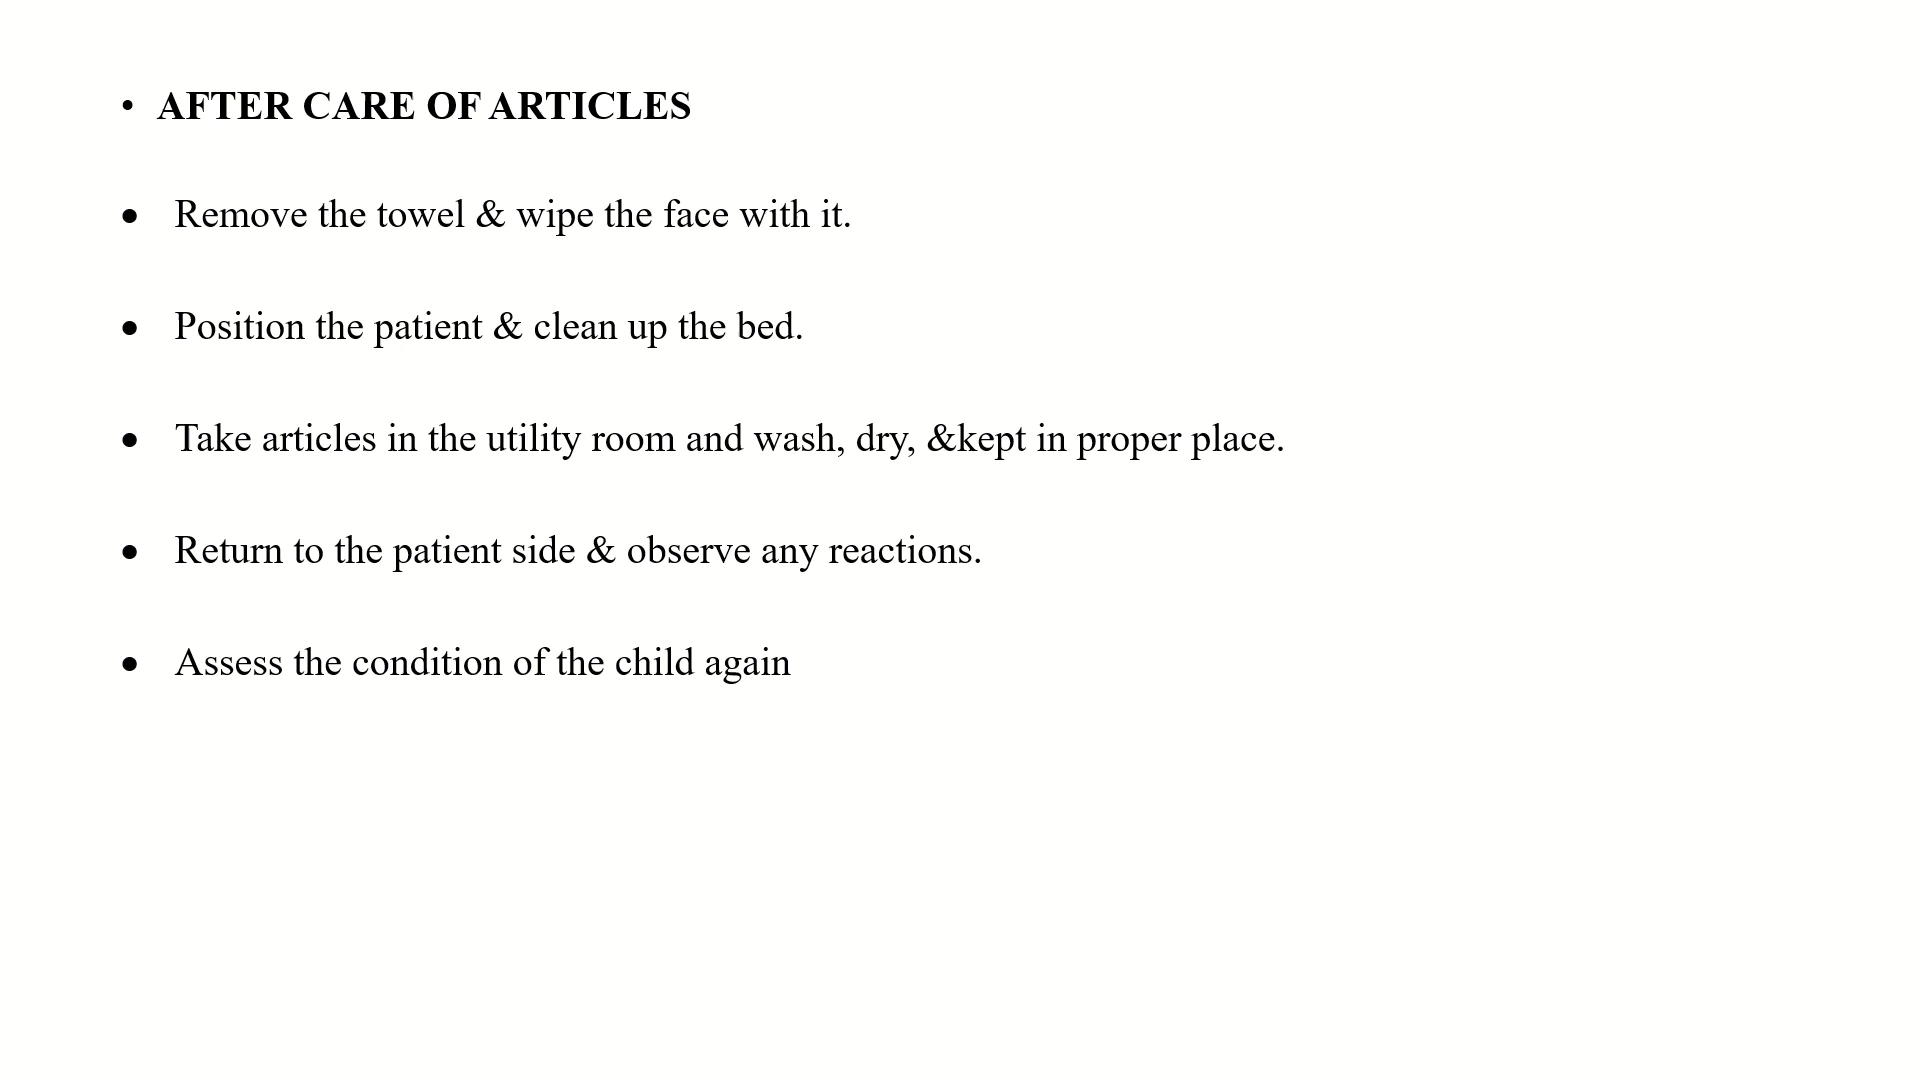 • AFTER CARE OF ARTICLES
• Remove the towel & wipe the face with it.
• Position the patient & clean up the bed.
• Take articles in the utility room and wash, dry, &kept in proper place.
• Return to the patient side & observe any reactions.
• Assess the condition of the child again